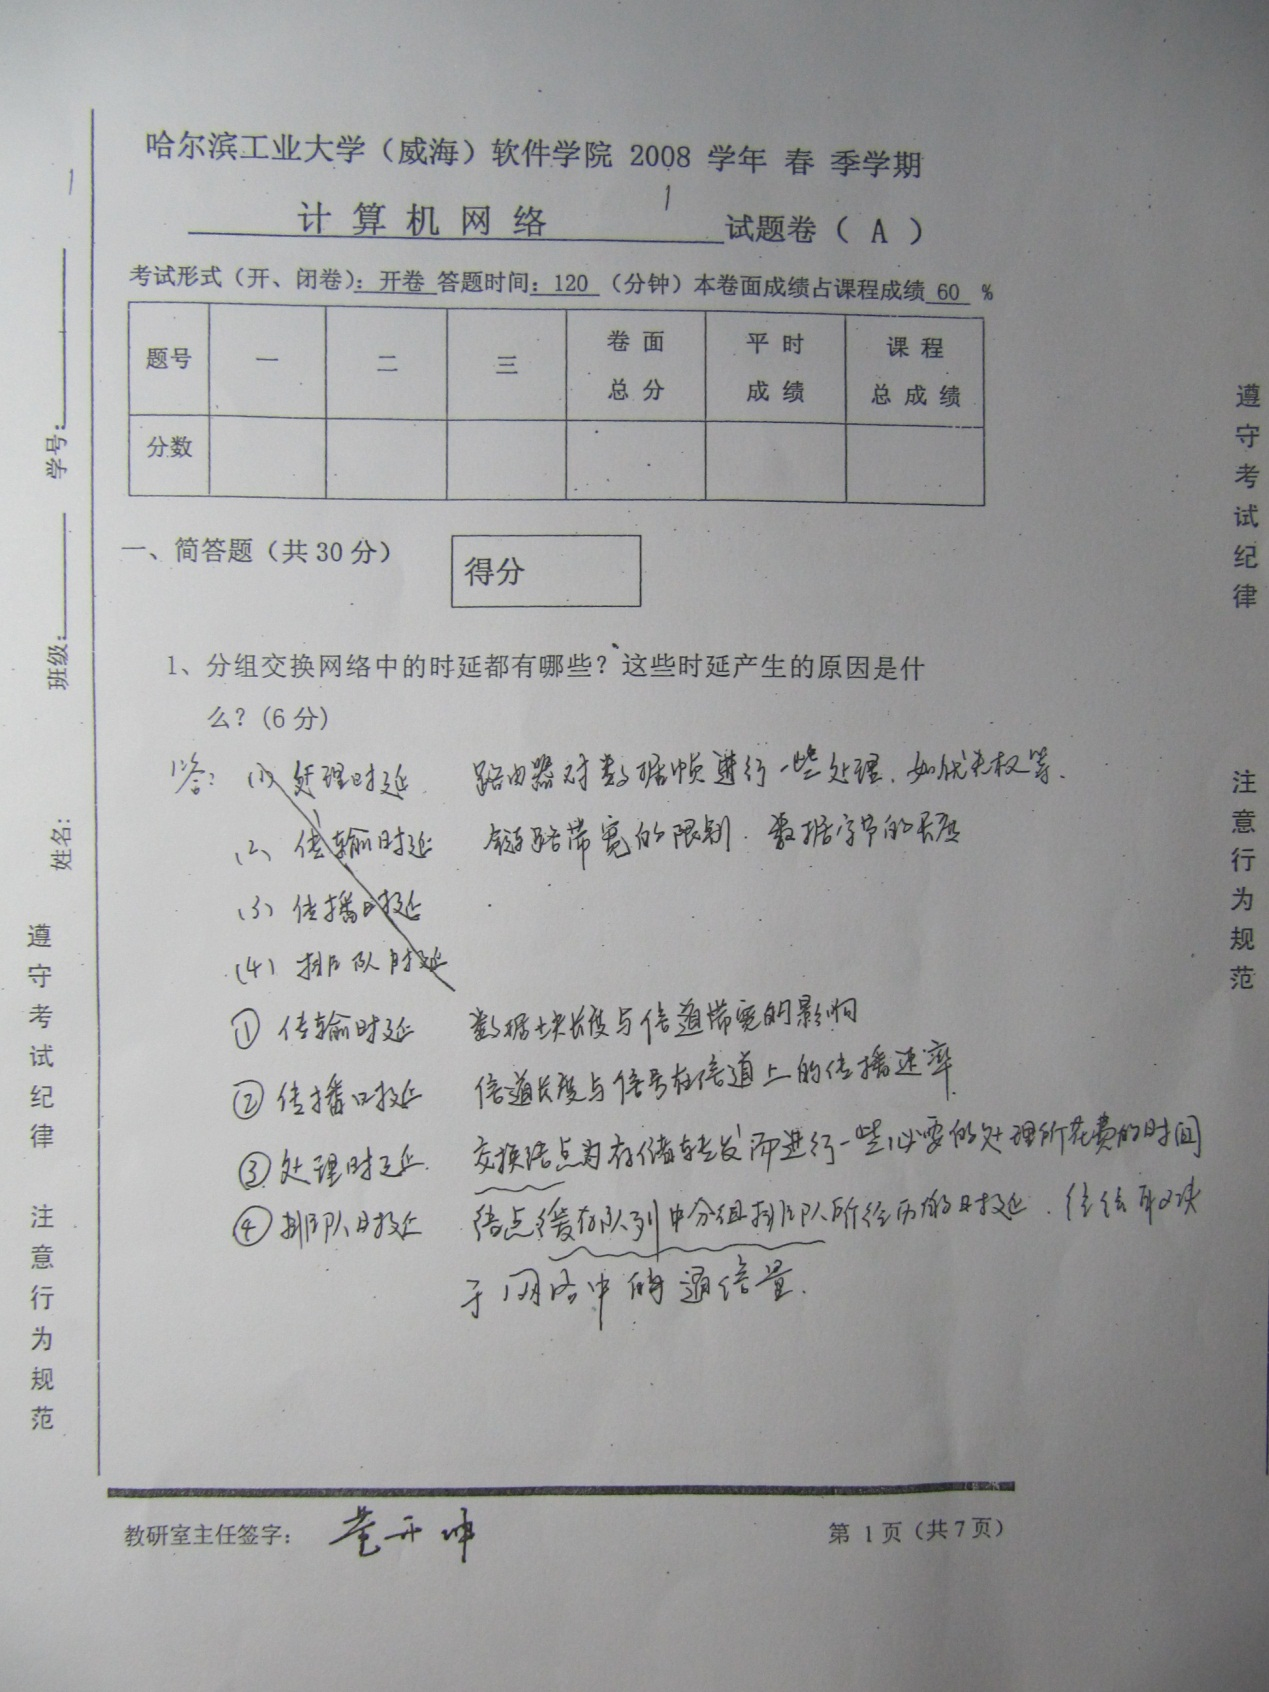 哈尔滨工业大学（威海）软件学院 2008 学年 春 季学期
1
1
计 算 机 网 络 试题卷（ A ）
考试形式（开、闭卷）：开卷 答题时间：120 （分钟）本卷面成绩占课程成绩 60 %
题号 一 二 三 卷 面 总 分 平 时 成 绩 课 程 总 成 绩
分数
一、简答题（共 30 分）
得分
1、分组交换网络中的时延都有哪些？这些时延产生的原因是什
么？(6 分)
答： (1) 处理时延 路由器对数据帧进行一些处理，如优先权等．
(2) 传输时延 链路带宽的限制．数据字节的长度
(3) 传播时延
(4) 排队时延
① 传输时延 数据块长度与信道带宽的影响
② 传播时延 信道长度与信号在信道上的传播速率
③ 处理时延． 交换结点为存储转发而进行一些必要的处理所花费的时间
④ 排队时延 结点缓存队列中分组排队所经历的时延．往往取决
于网络中的通信量．
教研室主任签字：
第 1 页（共 7 页）
学号：
班级：
姓名：
遵守考试纪律
注意行为规范
遵守考试纪律
注意行为规范